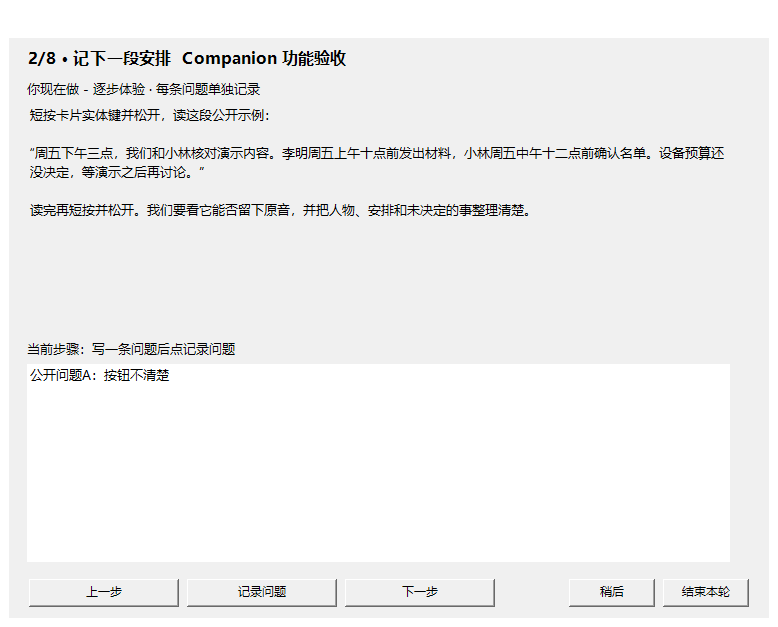 2/8 • 记下一段安排  Companion 功能验收
你现在做 - 逐步体验 · 每条问题单独记录
短按卡片实体键并松开，读这段公开示例：
“周五下午三点，我们和小林核对演示内容。李明周五上午十点前发出材料，小林周五中午十二点前确认名单。设备预算还
没决定，等演示之后再讨论。”
读完再短按并松开。我们要看它能否留下原音，并把人物、安排和未决定的事整理清楚。
当前步骤：写一条问题后点记录问题
公开问题A：按钮不清楚
上一步 记录问题 下一步 稍后 结束本轮